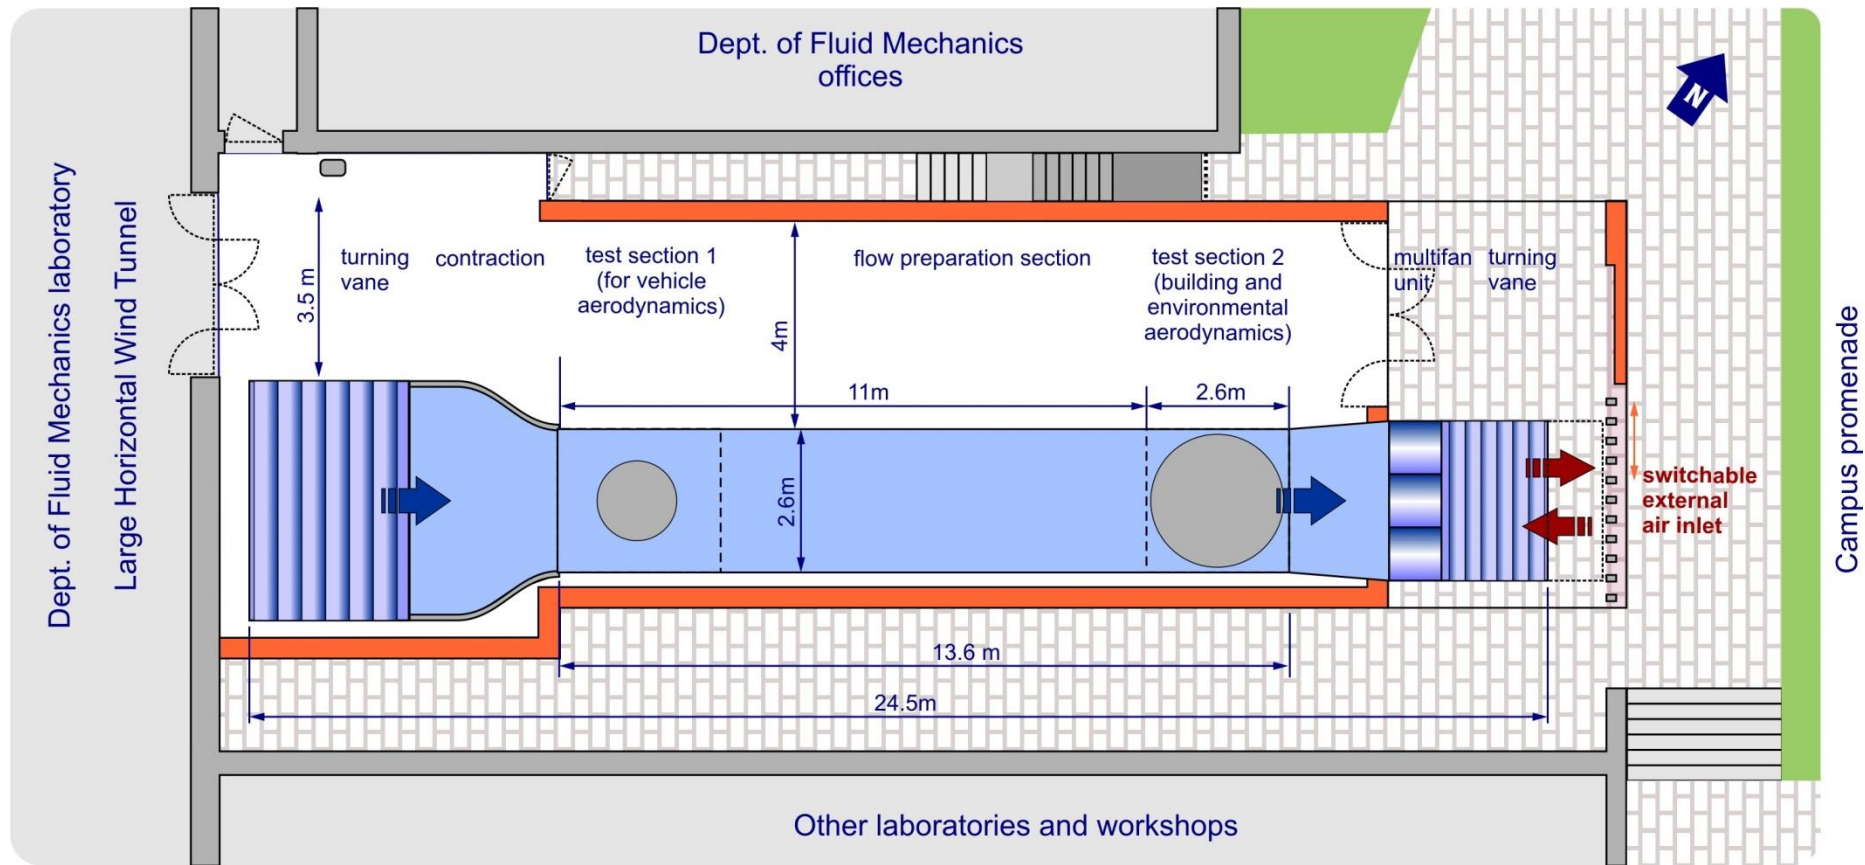 Dept. of Fluid Mechanics
offices
N
Dept. of Fluid Mechanics laboratory
Large Horizontal Wind Tunnel
3.5 m
turning
vane
contraction
test section 1
(for vehicle
aerodynamics)
4m
flow preparation section
test section 2
(building and
environmental
aerodynamics)
multifan
unit
turning
vane
11m
2.6m
2.6m
switchable
external
air inlet
Campus promenade
13.6 m
24.5m
Other laboratories and workshops